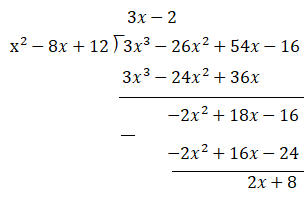 3x − 2
x² − 8x + 12 ) 3x³ − 26x² + 54x − 16
3x³ − 24x² + 36x
−2x² + 18x − 16
−
−2x² + 16x − 24
2x + 8